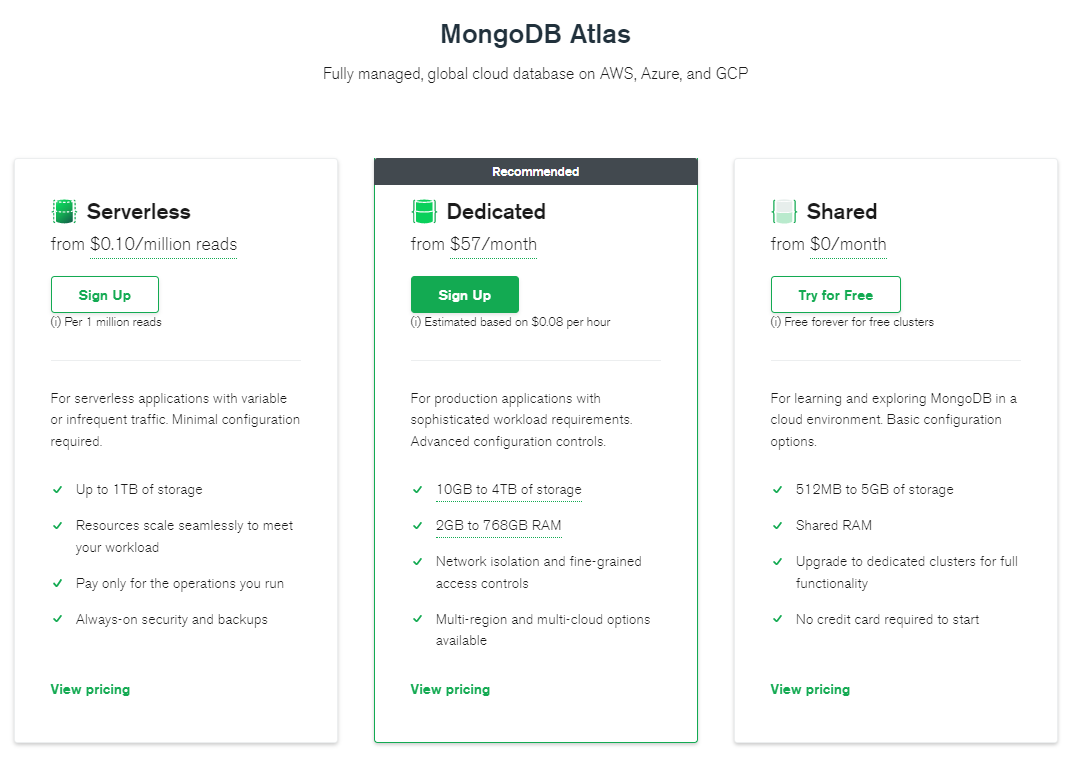 MongoDB Atlas
Fully managed, global cloud database on AWS, Azure, and GCP
Serverless
from $0.10/million reads
Sign Up
(i) Per 1 million reads
For serverless applications with variable
or infrequent traffic. Minimal configuration
required.
Up to 1TB of storage
Resources scale seamlessly to meet
your workload
Pay only for the operations you run
Always-on security and backups
View pricing
Recommended
Dedicated
from $57/month
Sign Up
(i) Estimated based on $0.08 per hour
For production applications with
sophisticated workload requirements.
Advanced configuration controls.
10GB to 4TB of storage
2GB to 768GB RAM
Network isolation and fine-grained
access controls
Multi-region and multi-cloud options
available
View pricing
Shared
from $0/month
Try for Free
(i) Free forever for free clusters
For learning and exploring MongoDB in a
cloud environment. Basic configuration
options.
512MB to 5GB of storage
Shared RAM
Upgrade to dedicated clusters for full
functionality
No credit card required to start
View pricing